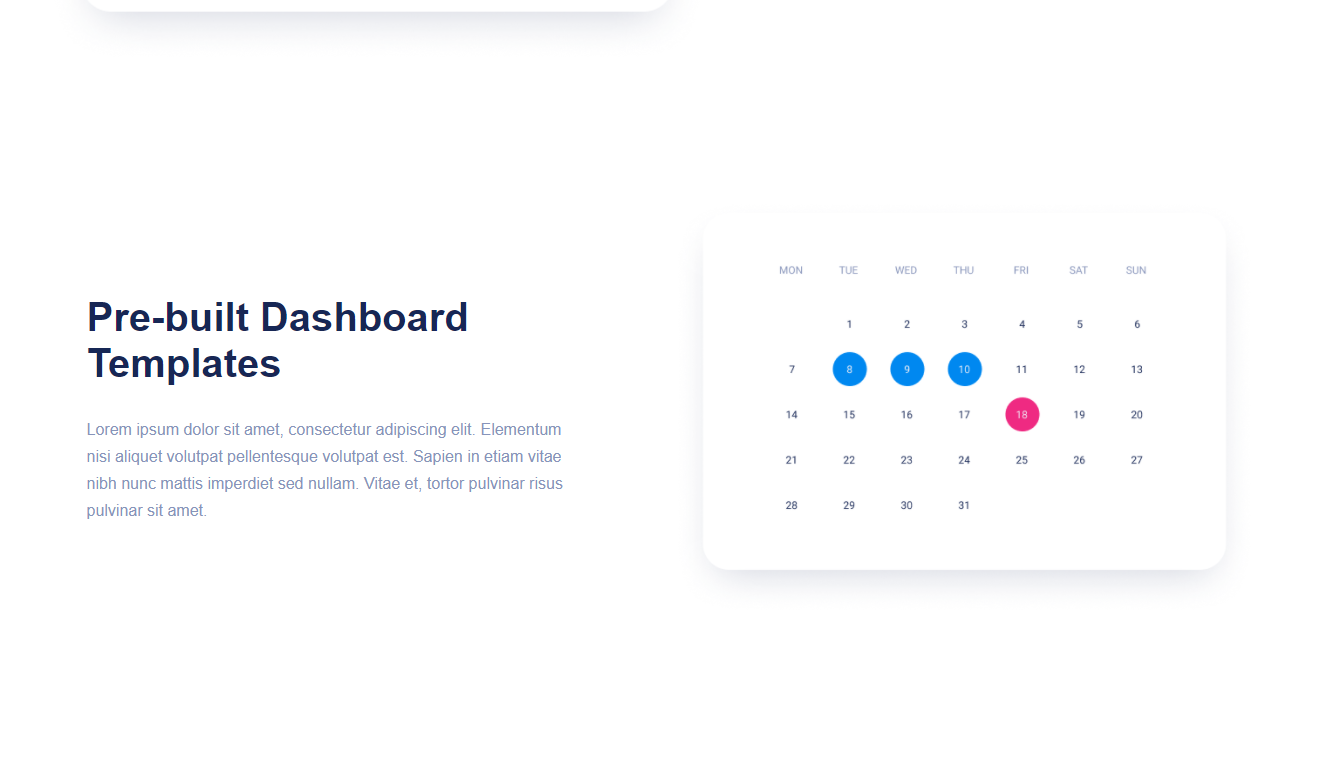 Pre-built Dashboard
Templates
Lorem ipsum dolor sit amet, consectetur adipiscing elit. Elementum
nisi aliquet volutpat pellentesque volutpat est. Sapien in etiam vitae
nibh nunc mattis imperdiet sed nullam. Vitae et, tortor pulvinar risus
pulvinar sit amet.
MON TUE WED THU FRI SAT SUN
1 2 3 4 5 6
7 8 9 10 11 12 13
14 15 16 17 18 19 20
21 22 23 24 25 26 27
28 29 30 31